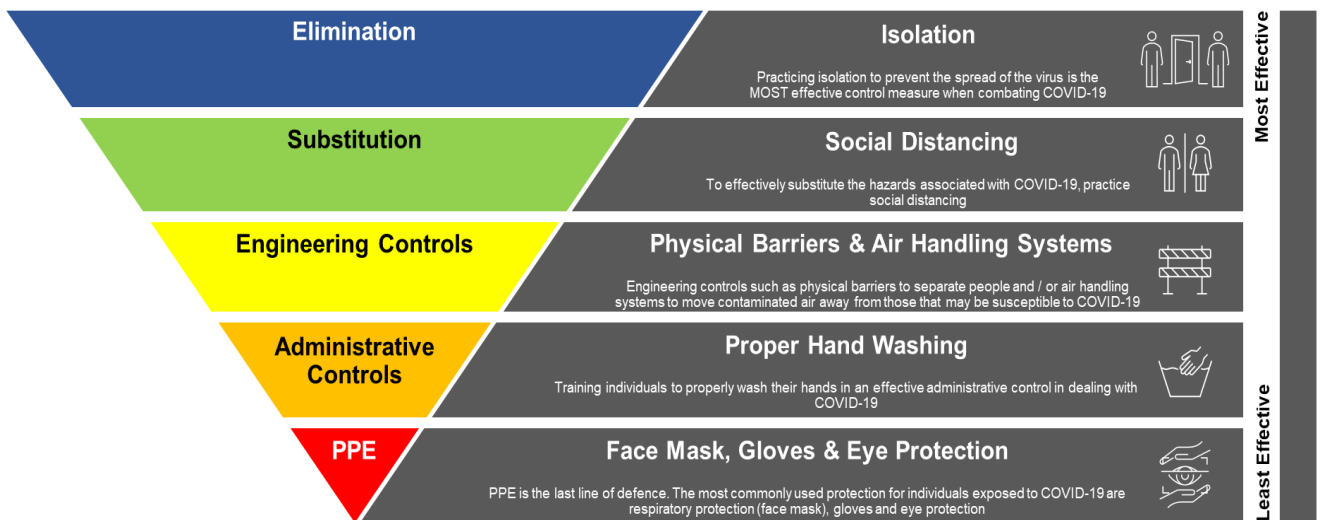 Elimination
Isolation
Practicing isolation to prevent the spread of the virus is the
MOST effective control measure when combating COVID-19
Substitution
Social Distancing
To effectively substitute the hazards associated with COVID-19, practice
social distancing
Engineering Controls
Physical Barriers & Air Handling Systems
Engineering controls such as physical barriers to separate people and / or air handling
systems to move contaminated air away from those that may be susceptible to COVID-19
Administrative
Controls
Proper Hand Washing
Training individuals to properly wash their hands in an effective administrative control in dealing with
COVID-19
PPE
Face Mask, Gloves & Eye Protection
PPE is the last line of defence. The most commonly used protection for individuals exposed to COVID-19 are
respiratory protection (face mask), gloves and eye protection
Most Effective
Least Effective